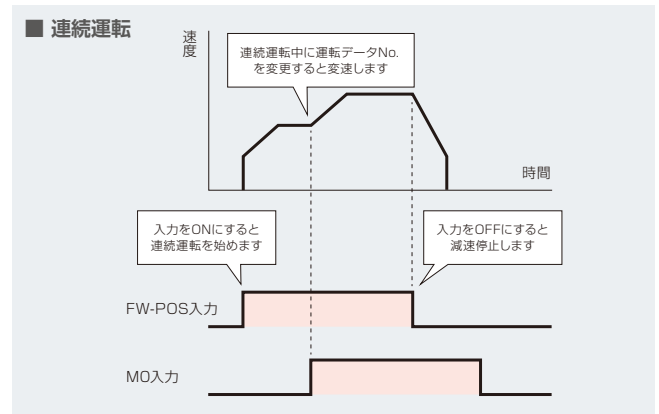 ■ 連続運転
速度
連続運転中に運転データNo.
を変更すると変速します
時間
入力をONにすると
連続運転を始めます
入力をOFFにすると
減速停止します
FW-POS入力
M0入力